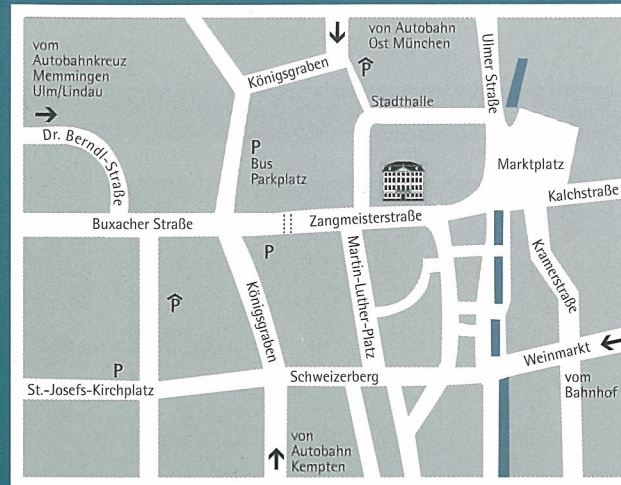 vom
Autobahnkreuz
Memmingen
Ulm/Lindau
von Autobahn
Ost München
Ulmer Straße
Königsgraben
P
Stadthalle
Dr. Berndl-Straße
P
Bus
Parkplatz
Marktplatz
Kalchstraße
Buxacher Straße
Zangmeisterstraße
P
Königsgraben
Martin-Luther-Platz
Kramerstraße
P
P
St.-Josefs-Kirchplatz
Schweizerberg
Weinmarkt
vom
Bahnhof
von
Autobahn
Kempten